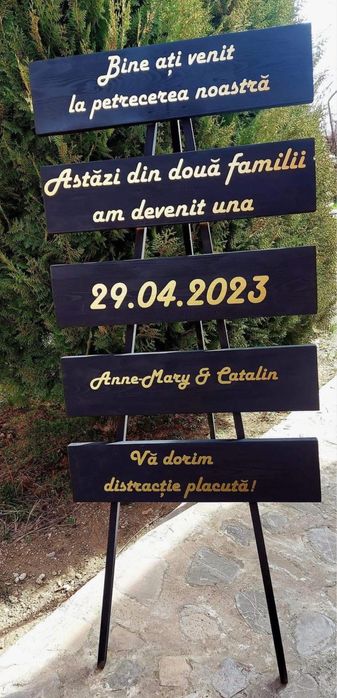 Bine ați venit
la petrecerea noastră
Astăzi din două familii
am devenit una
29.04.2023
Anne-Mary & Catalin
Vă dorim
distracție placută!